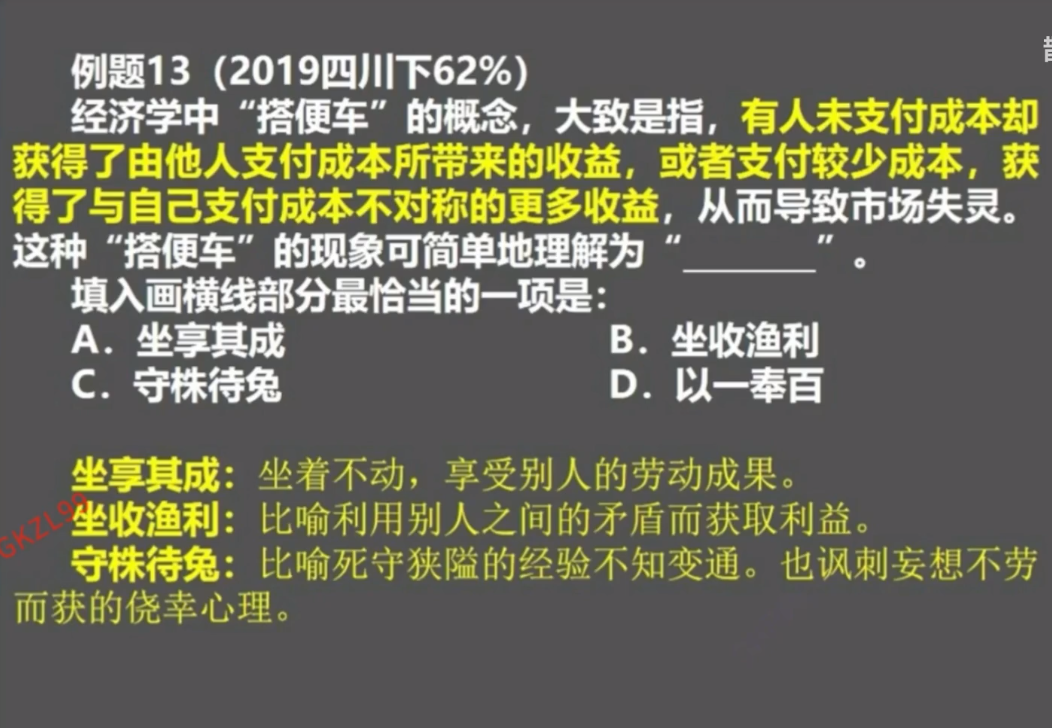 例题13（2019四川下62%）
经济学中“搭便车”的概念，大致是指，有人未支付成本却
获得了由他人支付成本所带来的收益，或者支付较少成本，获
得了与自己支付成本不对称的更多收益，从而导致市场失灵。
这种“搭便车”的现象可简单地理解为“______”。
填入画横线部分最恰当的一项是：
A．坐享其成 B．坐收渔利
C．守株待兔 D．以一奉百
坐享其成：坐着不动，享受别人的劳动成果。
GKZL99
坐收渔利：比喻利用别人之间的矛盾而获取利益。
守株待兔：比喻死守狭隘的经验不知变通。也讽刺妄想不劳
而获的侥幸心理。